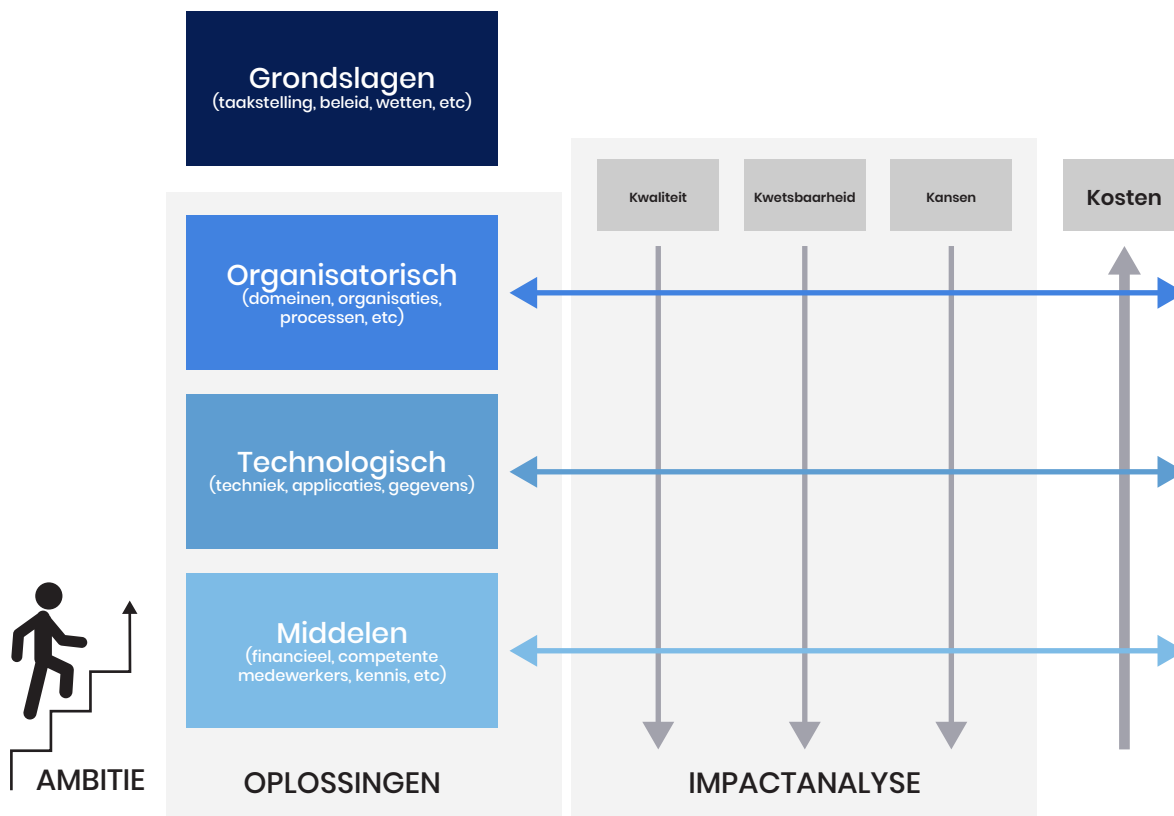 Grondslagen
(taakstelling, beleid, wetten, etc)
Kwaliteit
Kwetsbaarheid
Kansen
Kosten
Organisatorisch
(domeinen, organisaties,
processen, etc)
Technologisch
(techniek, applicaties, gegevens)
Middelen
(financieel, competente
medewerkers, kennis, etc)
AMBITIE
OPLOSSINGEN
IMPACTANALYSE